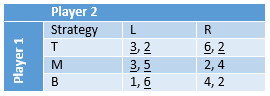 Player 2
Player 1
Strategy L R
T 3, 2 6, 2
M 3, 5 2, 4
B 1, 6 4, 2